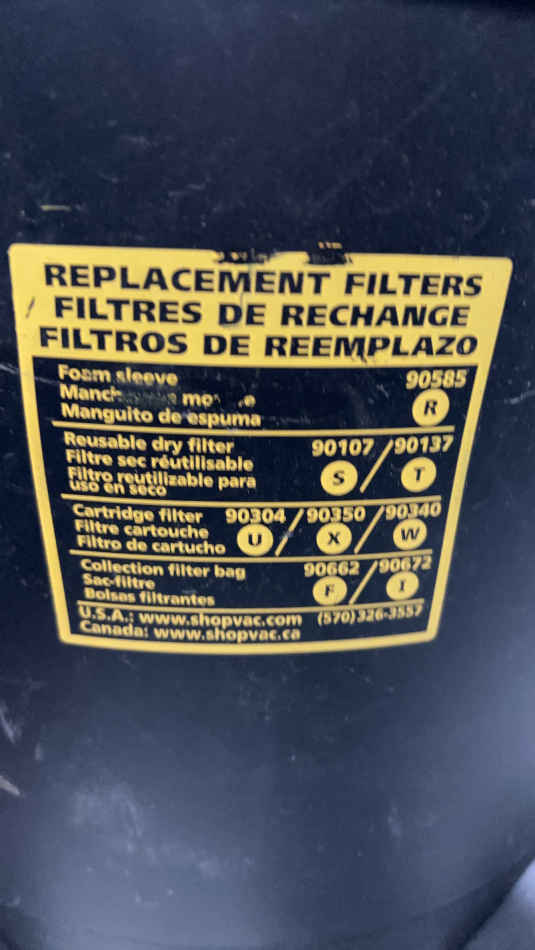 REPLACEMENT FILTERS
FILTRES DE RECHANGE
FILTROS DE REEMPLAZO
Foam sleeve 90585
R
Manguito de espuma
Reusable dry filter 90107 / 90137
Filtre sec réutilisable S T
Filtro reutilizable para
uso en seco
Cartridge filter 90304 / 90350 / 90340
Filtre cartouche U X W
Filtro de cartucho
Collection filter bag 90662 / 90672
Sac-filtre F I
Bolsas filtrantes
U.S.A.: www.shopvac.com (570) 326-3557
Canada: www.shopvac.ca